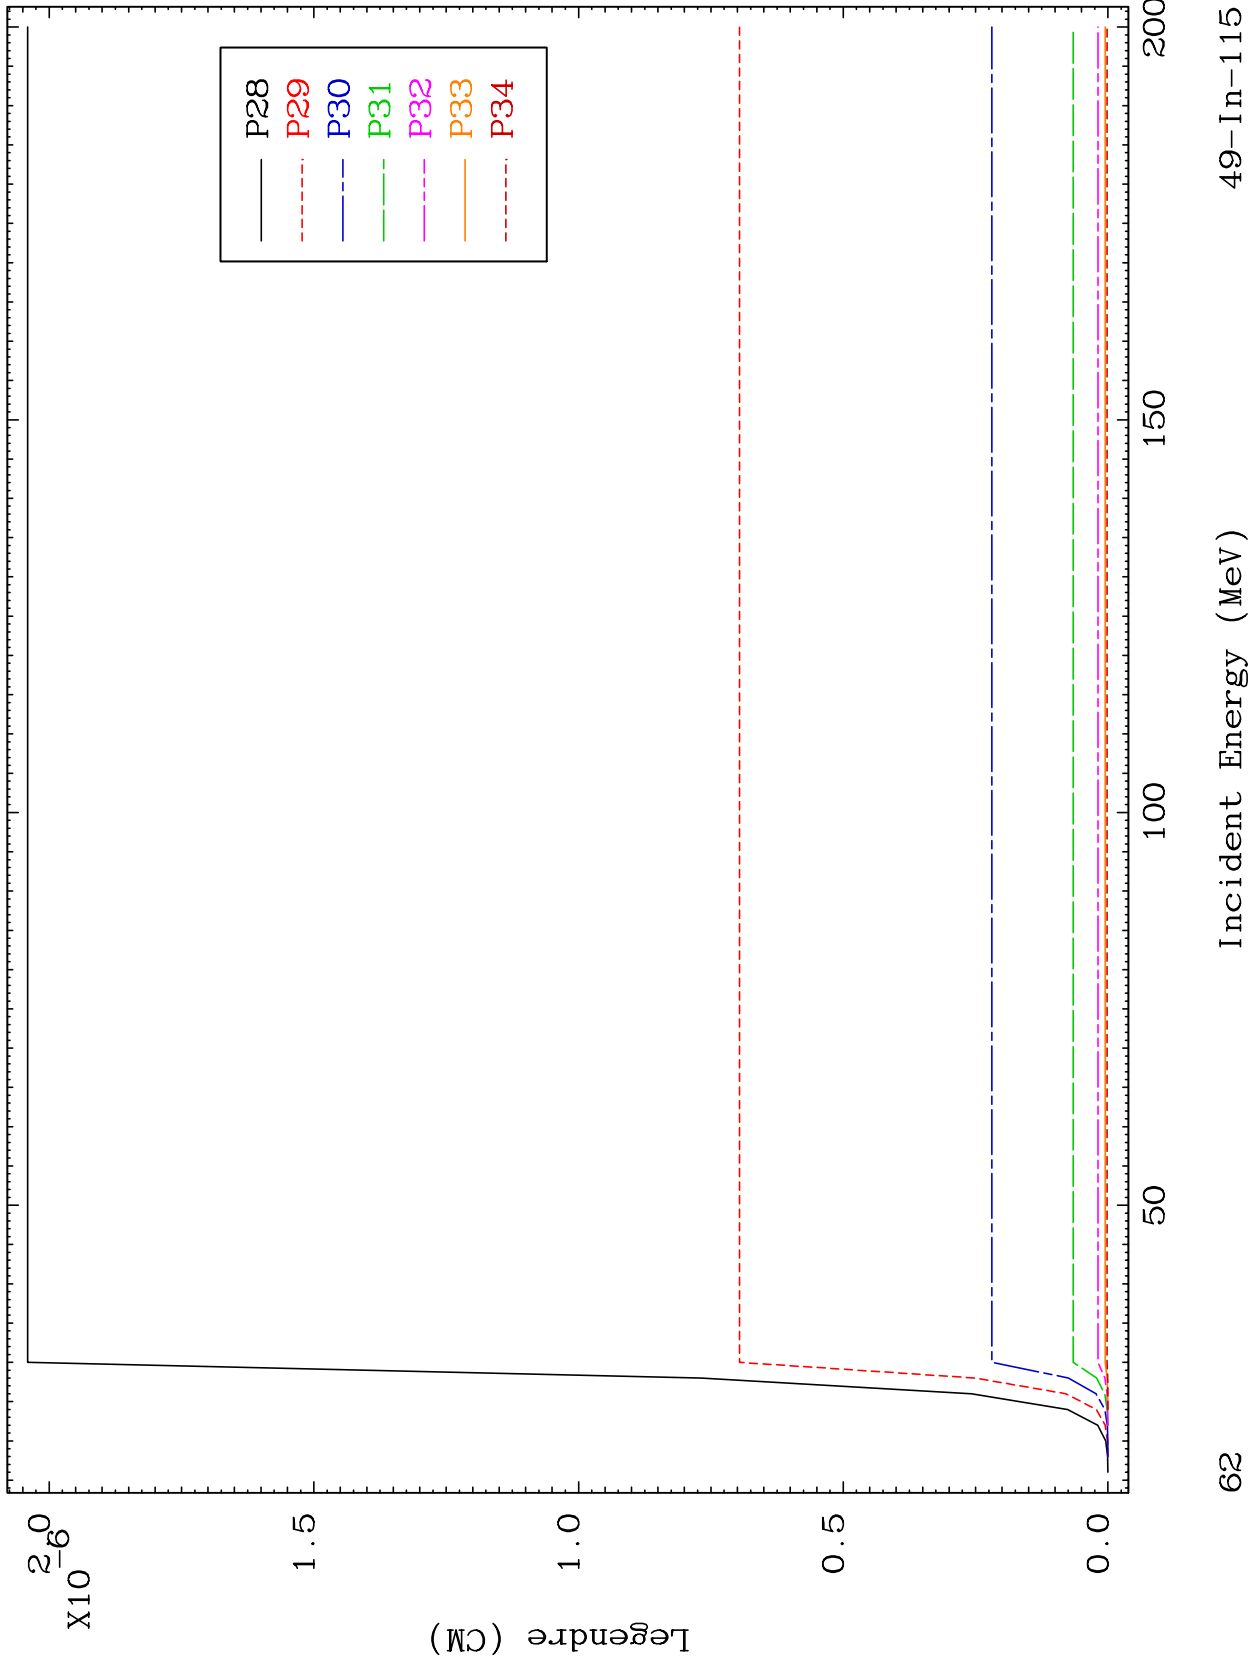 X10
-6
2.0
1.5
1.0
0.5
0.0
Legendre (CM)
P28
P29
P30
P31
P32
P33
P34
50
100
150
200
Incident Energy (MeV)
62
49-In-115